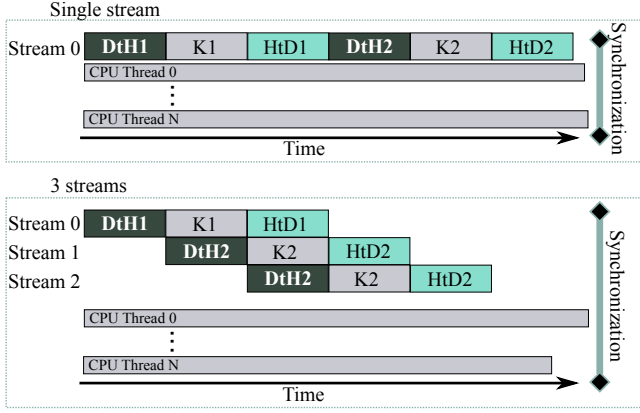 Single stream
Stream 0 DtH1 K1 HtD1 DtH2 K2 HtD2
CPU Thread 0
CPU Thread N
Time
Synchronization
3 streams
Stream 0 DtH1 K1 HtD1
Stream 1 DtH2 K2 HtD2
Stream 2 DtH2 K2 HtD2
CPU Thread 0
CPU Thread N
Time
Synchronization